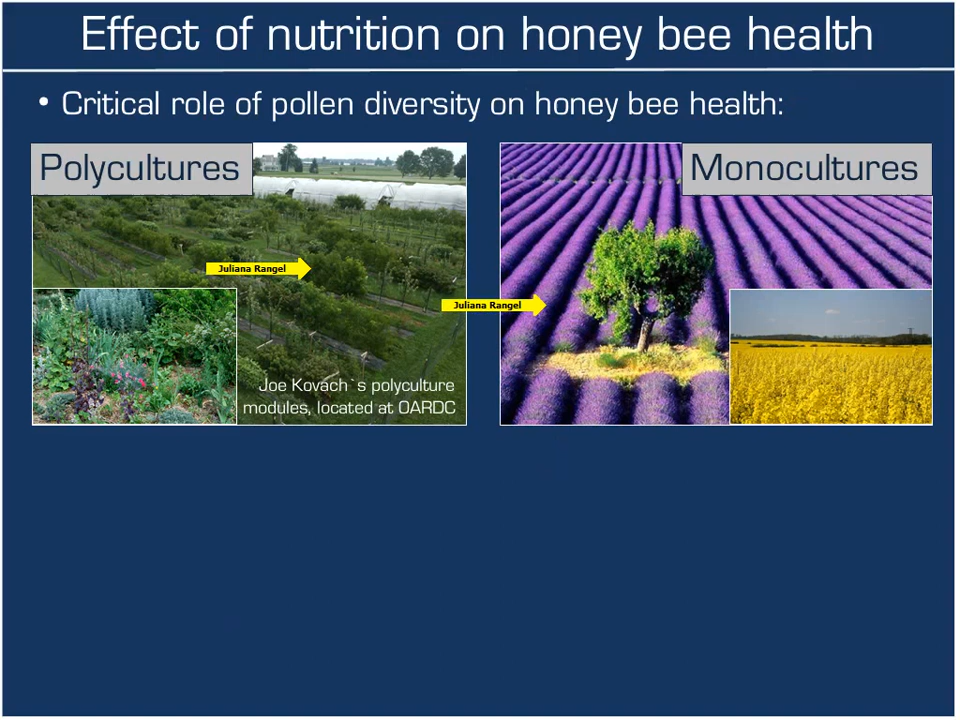 Effect of nutrition on honey bee health
• Critical role of pollen diversity on honey bee health:
Polycultures
Juliana Rangel
Joe Kovach`s polyculture
modules, located at OARDC
Monocultures
Juliana Rangel